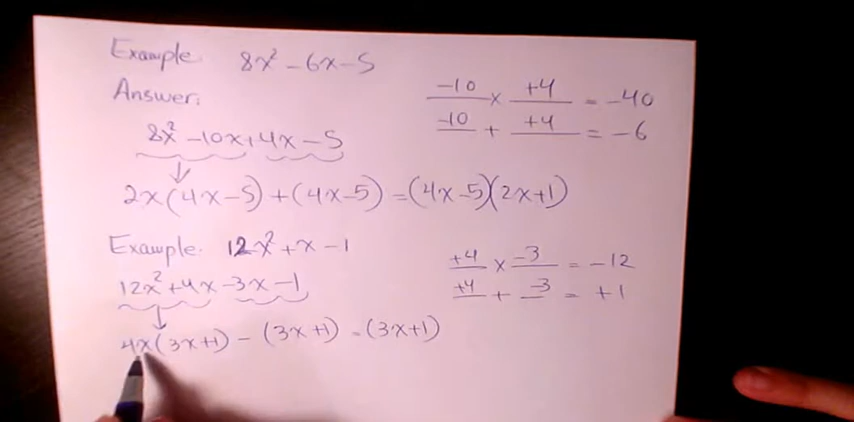 Example: 8x² - 6x - 5
-10 × +4 = -40
Answer:
-10 + +4 = -6
8x² - 10x + 4x - 5
2x(4x-5) + (4x-5) = (4x-5)(2x+1)
Example: 12x² + x - 1
+4 × -3 = -12
12x² + 4x - 3x - 1
+4 + -3 = +1
4x(3x+1) - (3x+1) = (3x+1)